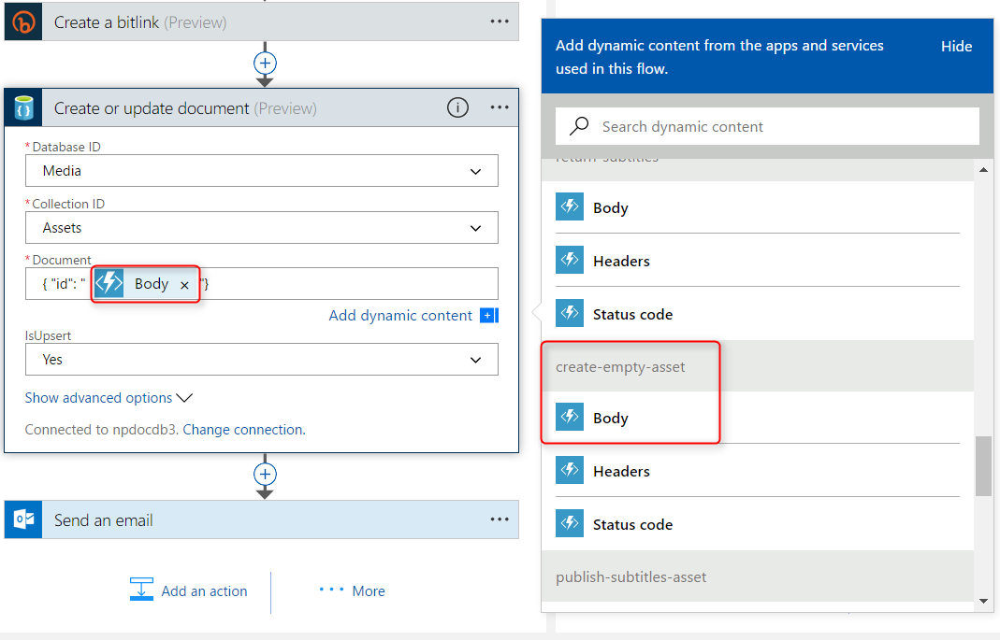 Create a bitlink (Preview)
Create or update document (Preview)
* Database ID
Media
* Collection ID
Assets
* Document
{ "id": " Body × "}
Add dynamic content
IsUpsert
Yes
Show advanced options
Connected to npdocdb3. Change connection.
Send an email
Add an action
More
Add dynamic content from the apps and services
used in this flow.
Hide
Search dynamic content
return-subtitles
Body
Headers
Status code
create-empty-asset
Body
Headers
Status code
publish-subtitles-asset